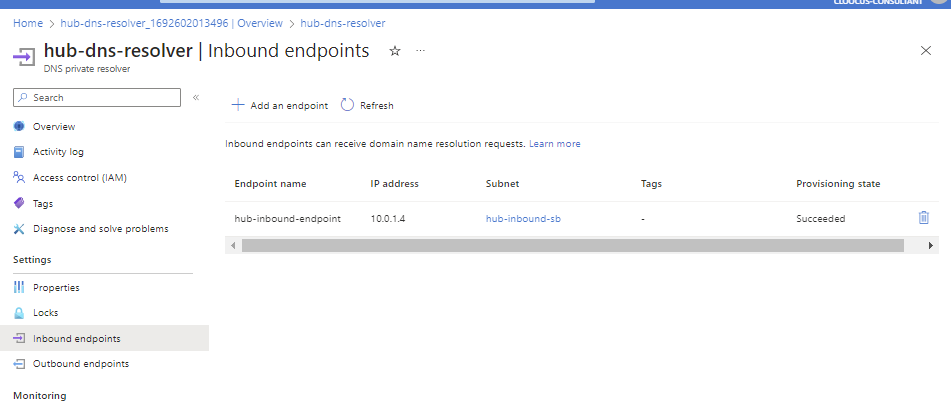 CLOOCUS-CONSULTANT
Home > hub-dns-resolver_1692602013496 | Overview > hub-dns-resolver
hub-dns-resolver | Inbound endpoints
DNS private resolver
Search
Add an endpoint
Refresh
Overview
Activity log
Access control (IAM)
Tags
Diagnose and solve problems
Settings
Properties
Locks
Inbound endpoints
Outbound endpoints
Monitoring
Inbound endpoints can receive domain name resolution requests. Learn more
Endpoint name IP address Subnet Tags Provisioning state
hub-inbound-endpoint 10.0.1.4 hub-inbound-sb - Succeeded